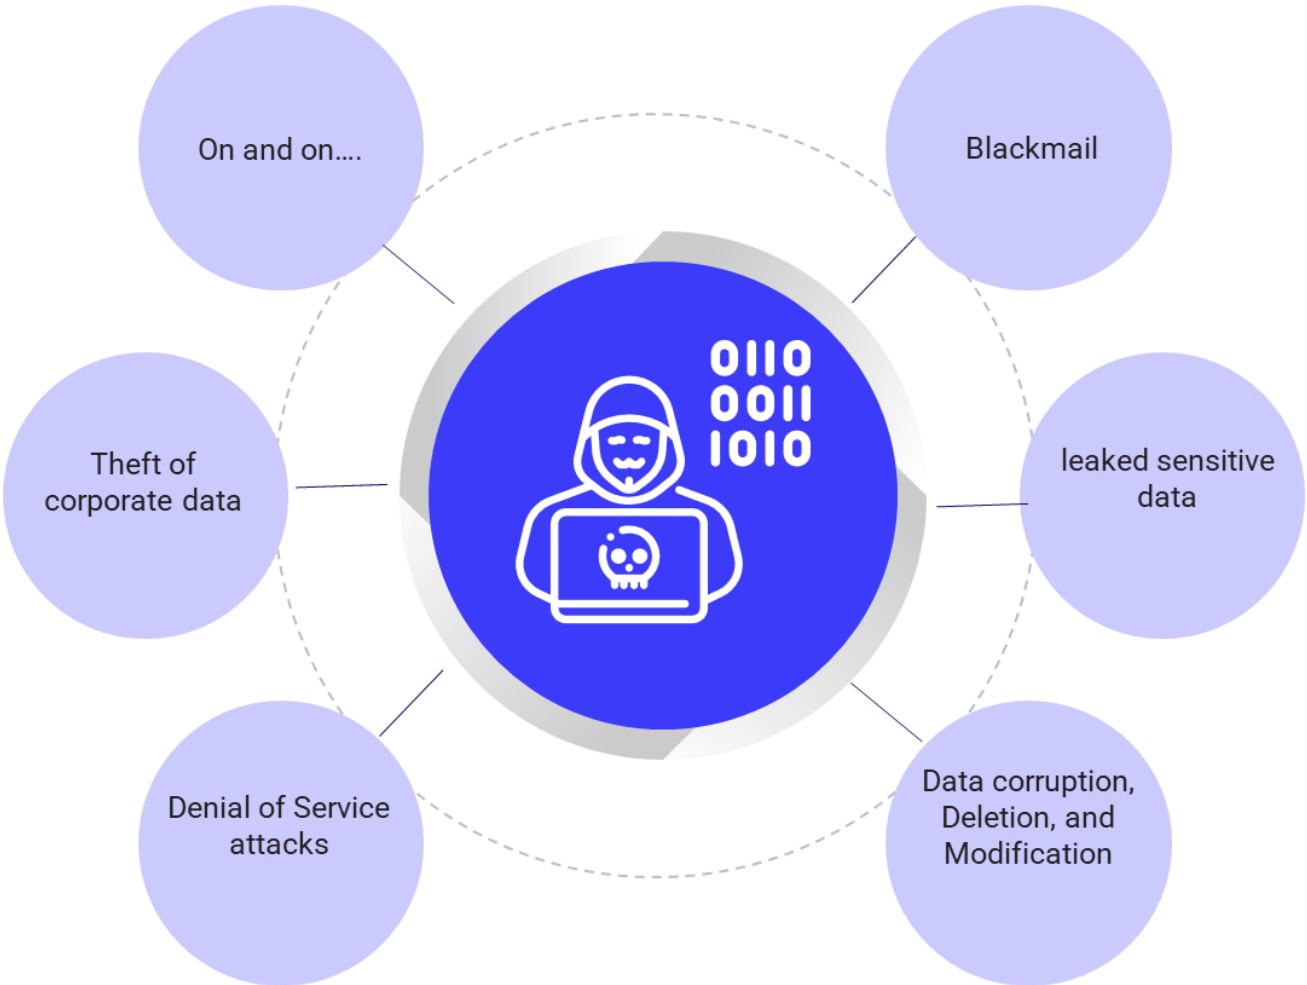 On and on....
Blackmail
0110
0011
1010
Theft of
corporate data
leaked sensitive
data
Denial of Service
attacks
Data corruption,
Deletion, and
Modification